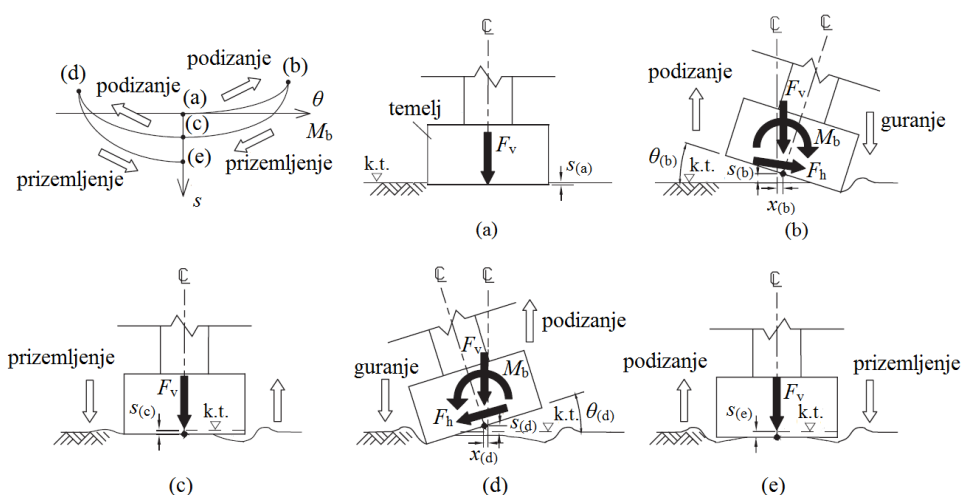 (d)
podizanje
podizanje
(b)
(a)
θ
(c)
M_b
(e)
prizemljenje
prizemljenje
s
℄
temelj
F_v
k.t.
s_(a)
(a)
℄
℄
podizanje
F_v
guranje
M_b
θ_(b)
k.t.
s_(b)
F_h
x_(b)
(b)
℄
prizemljenje
F_v
s_(c)
k.t.
(c)
℄
℄
podizanje
F_v
guranje
M_b
F_h
k.t.
s_(d)
θ_(d)
x_(d)
(d)
℄
podizanje
prizemljenje
F_v
s_(e)
k.t.
(e)